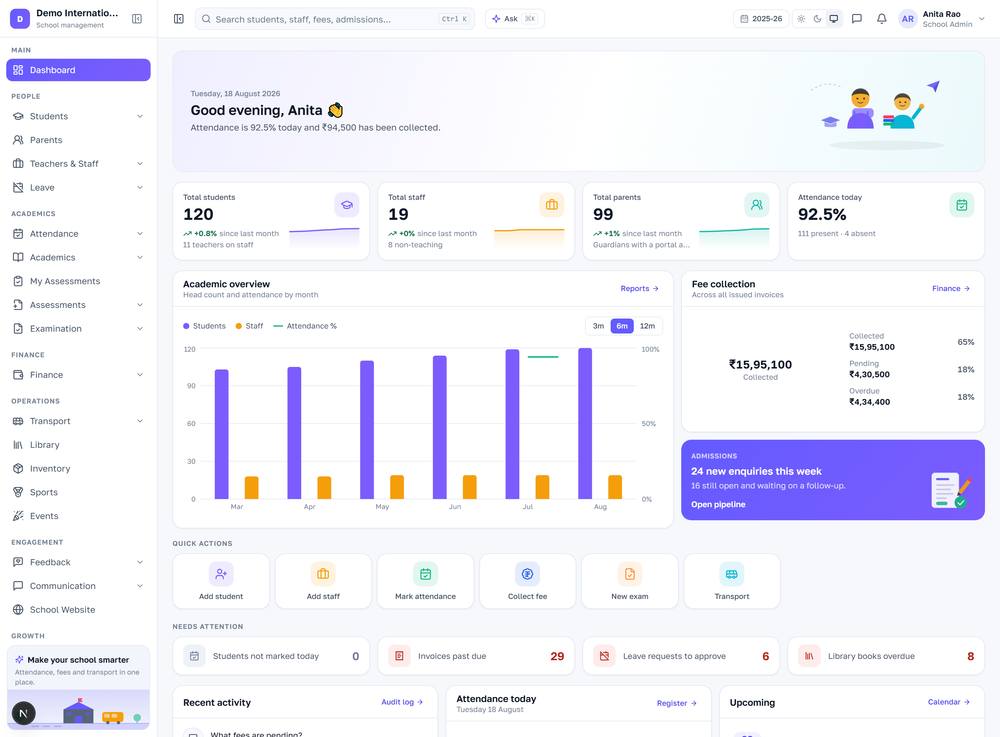 D
Demo Internatio...
School management
Search students, staff, fees, admissions...
Ctrl K
Ask
⌘K
2025-26
AR
Anita Rao
School Admin
MAIN
Dashboard
PEOPLE
Students
Parents
Teachers & Staff
Leave
ACADEMICS
Attendance
Academics
My Assessments
Assessments
Examination
FINANCE
Finance
OPERATIONS
Transport
Library
Inventory
Sports
Events
ENGAGEMENT
Feedback
Communication
School Website
GROWTH
Make your school smarter
Attendance, fees and transport in one
place.
N
Tuesday, 18 August 2026
Good evening, Anita 👋
Attendance is 92.5% today and ₹94,500 has been collected.
Total students
120
+0.8% since last month
11 teachers on staff
Total staff
19
+0% since last month
8 non-teaching
Total parents
99
+1% since last month
Guardians with a portal a...
Attendance today
92.5%
111 present · 4 absent
Academic overview
Head count and attendance by month
Reports →
Students
Staff
Attendance %
3m
6m
12m
120
90
60
30
0
100%
50%
0%
Mar
Apr
May
Jun
Jul
Aug
Fee collection
Across all issued invoices
Finance →
₹15,95,100
Collected
Collected
₹15,95,100
65%
Pending
₹4,30,500
18%
Overdue
₹4,34,400
18%
ADMISSIONS
24 new enquiries this week
16 still open and waiting on a follow-up.
Open pipeline
QUICK ACTIONS
Add student
Add staff
Mark attendance
Collect fee
New exam
Transport
NEEDS ATTENTION
Students not marked today
0
Invoices past due
29
Leave requests to approve
6
Library books overdue
8
Recent activity
Audit log →
What fees are pending?
Attendance today
Tuesday 18 August
Register →
Upcoming
Calendar →